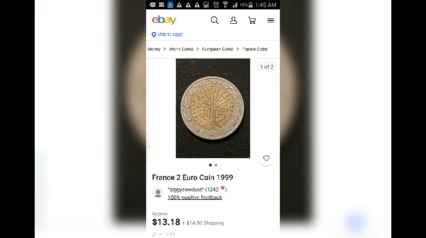 1:45 AM
ebay
Ship to Egypt
Money > World Coins > European Coins > France Coins
1 of 2
France 2 Euro Coin 1999
(1242
100% positive feedback
$13.18 + $14.50 Shipping